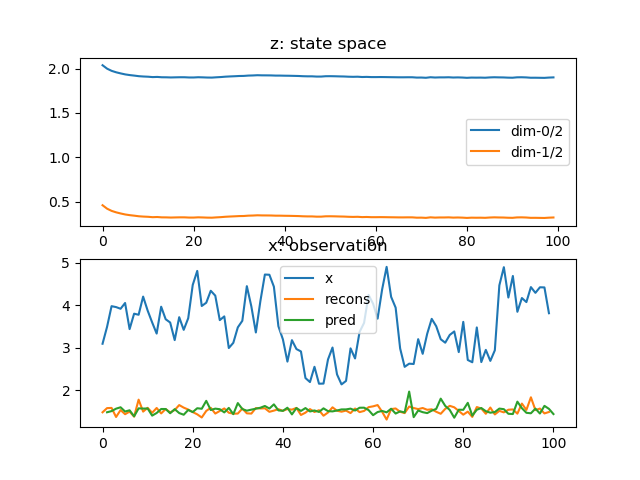 z: state space
2.0
1.5
1.0
0.5
dim-0/2
dim-1/2
0 20 40 60 80 100
x: observation
5
4
3
2
x
recons
pred
0 20 40 60 80 100